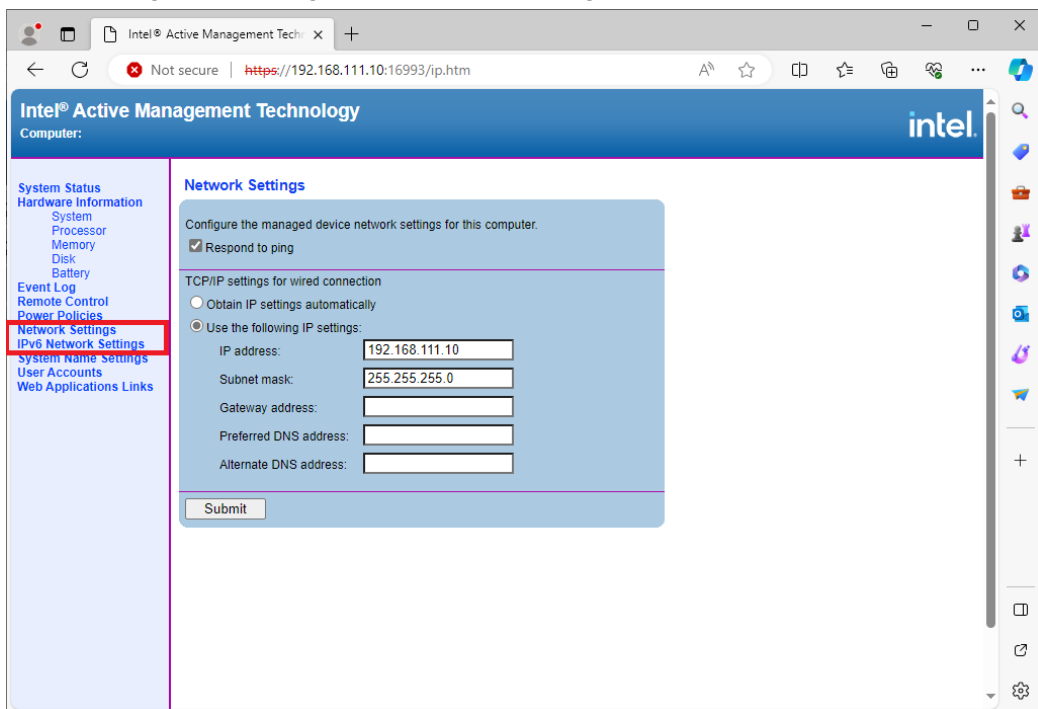 Intel® Active Management Tech
Not secure | https://192.168.111.10:16993/ip.htm
Intel® Active Management Technology
Computer:
intel.
System Status
Hardware Information
System
Processor
Memory
Disk
Battery
Event Log
Remote Control
Power Policies
Network Settings
IPv6 Network Settings
System Name Settings
User Accounts
Web Applications Links
Network Settings
Configure the managed device network settings for this computer.
Respond to ping
TCP/IP settings for wired connection
Obtain IP settings automatically
Use the following IP settings:
IP address: 192.168.111.10
Subnet mask: 255.255.255.0
Gateway address:
Preferred DNS address:
Alternate DNS address:
Submit